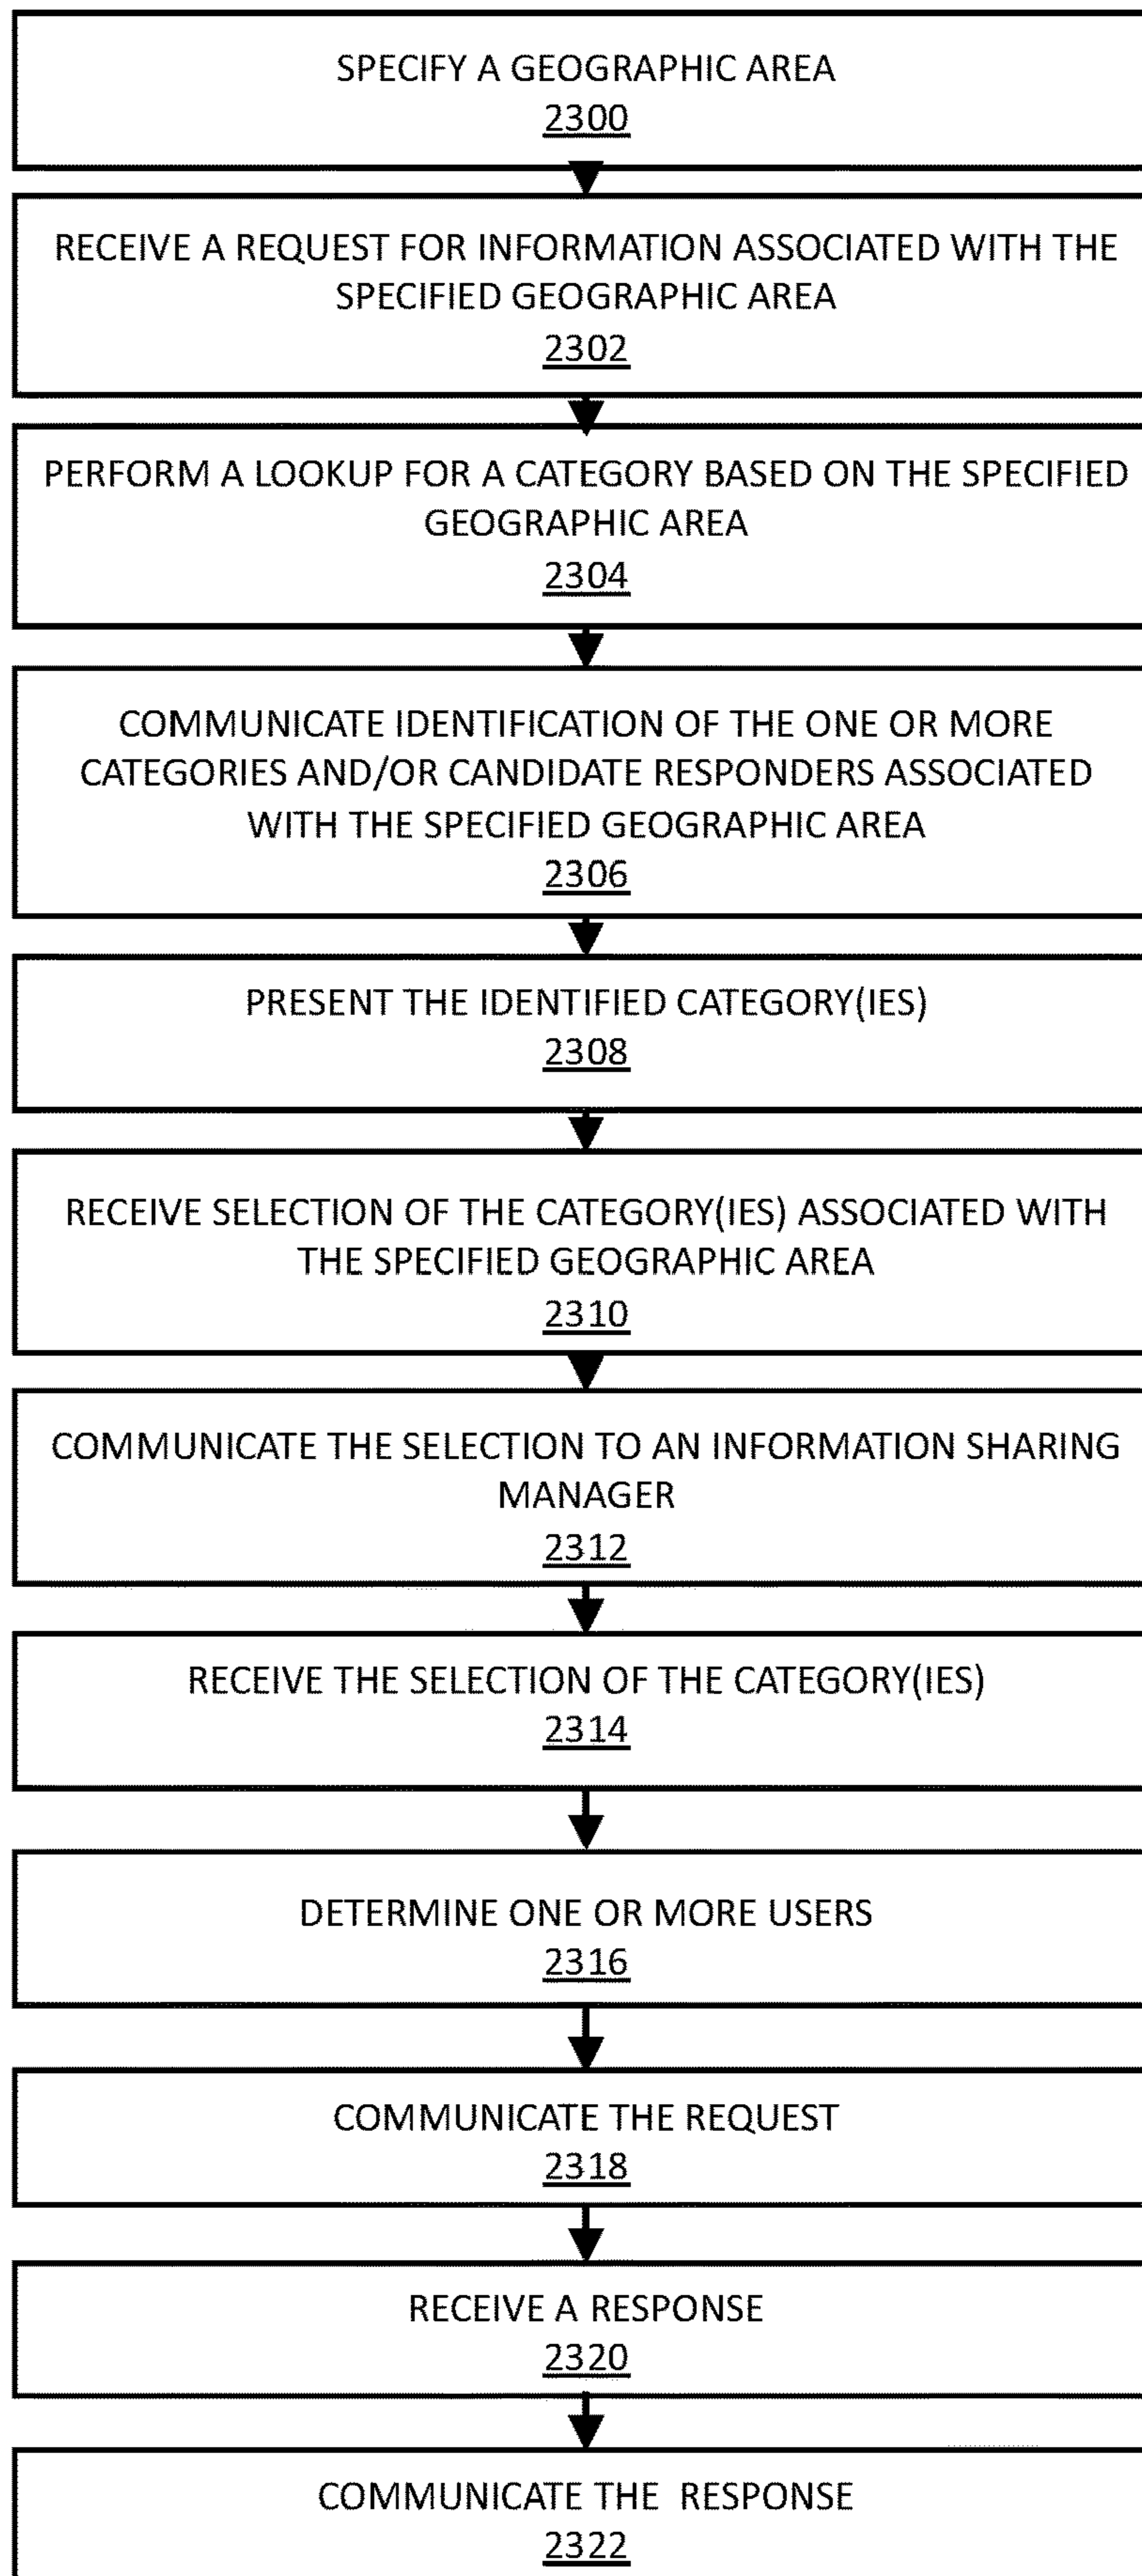 SPECIFY A GEOGRAPHIC AREA
2300
RECEIVE A REQUEST FOR INFORMATION ASSOCIATED WITH THE
SPECIFIED GEOGRAPHIC AREA
2302
PERFORM A LOOKUP FOR A CATEGORY BASED ON THE SPECIFIED
GEOGRAPHIC AREA
2304
COMMUNICATE IDENTIFICATION OF THE ONE OR MORE
CATEGORIES AND/OR CANDIDATE RESPONDERS ASSOCIATED
WITH THE SPECIFIED GEOGRAPHIC AREA
2306
PRESENT THE IDENTIFIED CATEGORY(IES)
2308
RECEIVE SELECTION OF THE CATEGORY(IES) ASSOCIATED WITH
THE SPECIFIED GEOGRAPHIC AREA
2310
COMMUNICATE THE SELECTION TO AN INFORMATION SHARING
MANAGER
2312
RECEIVE THE SELECTION OF THE CATEGORY(IES)
2314
DETERMINE ONE OR MORE USERS
2316
COMMUNICATE THE REQUEST
2318
RECEIVE A RESPONSE
2320
COMMUNICATE THE RESPONSE
2322